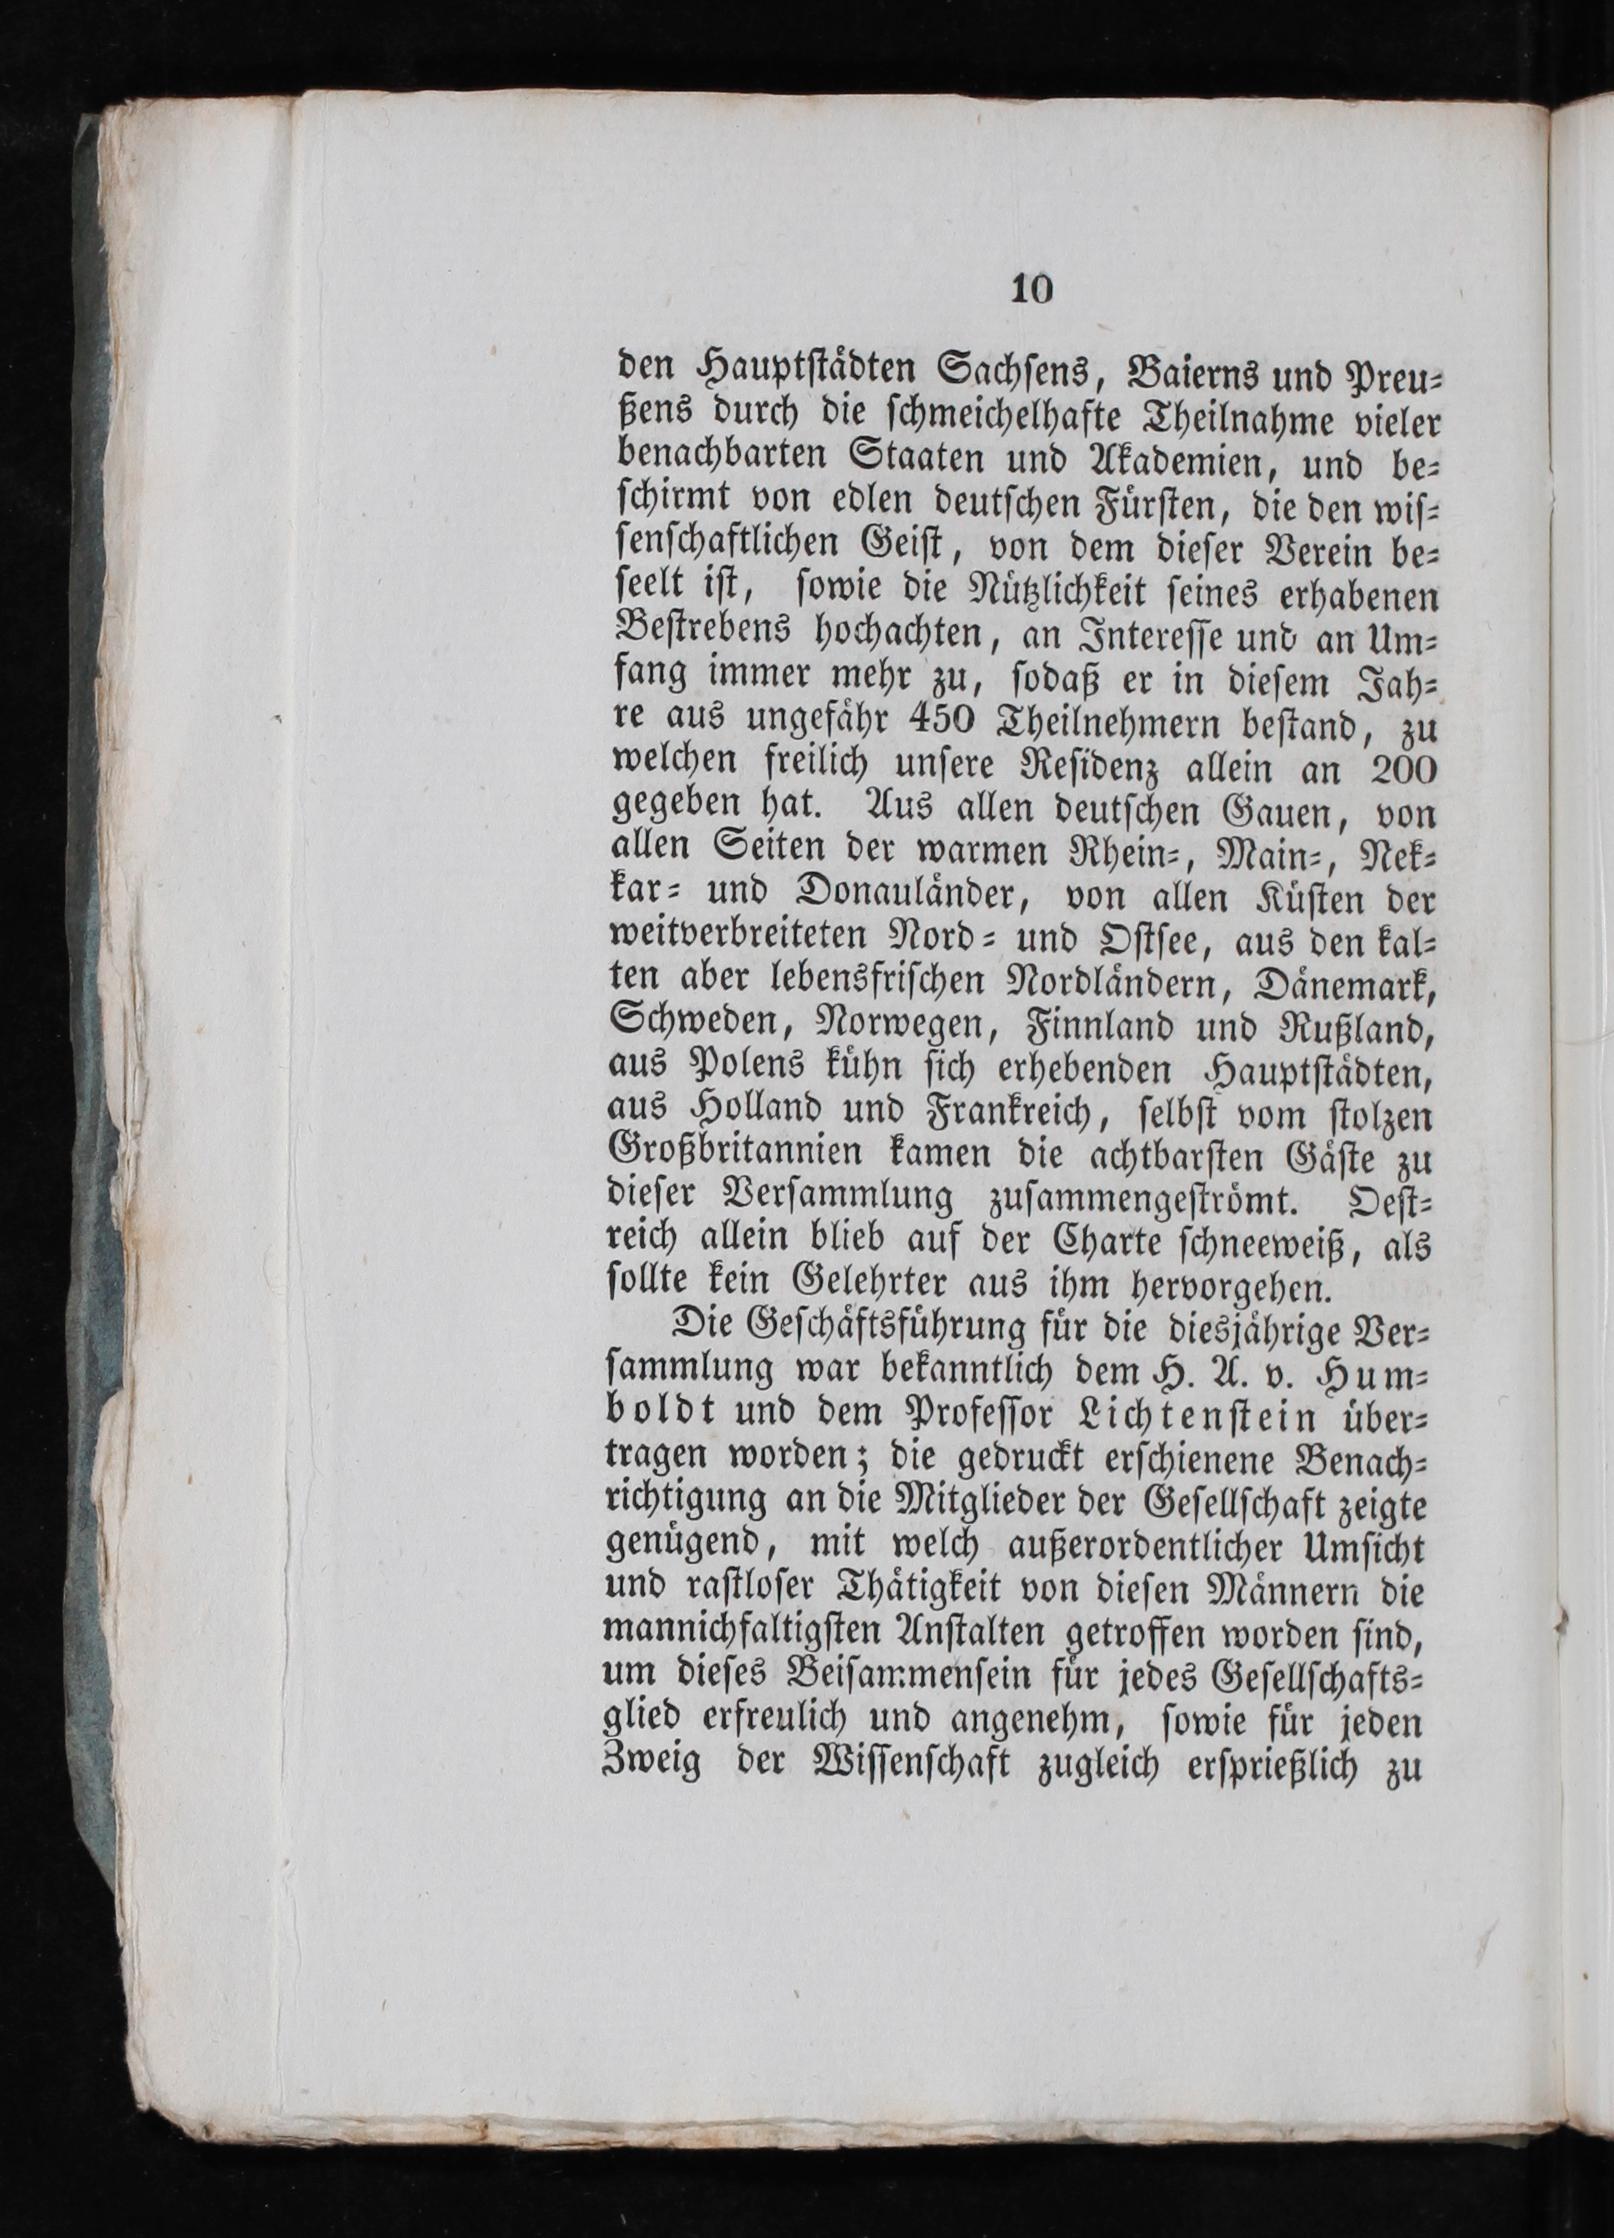 10
den Hauptstädten Sachsens, Baierns und Preu⸗
ßens durch die schmeichelhafte Theilnahme vieler
benachbarten Staaten und Akademien, und be⸗
schirmt von edlen deutschen Fürsten, die den wis⸗
senschaftlichen Geist, von dem dieser Verein be⸗
seelt ist, sowie die Nützlichkeit seines erhabenen
Bestrebens hochachten, an Interesse und an Um⸗
fang immer mehr zu, sodaß er in diesem Jah⸗
re aus ungefähr 450 Theilnehmern bestand, zu
welchen freilich unsere Residenz allein an 200
gegeben hat. Aus allen deutschen Gauen, von
allen Seiten der warmen Rhein⸗, Main⸗, Nek⸗
kar⸗ und Donauländer, von allen Küsten der
weitverbreiteten Nord⸗ und Ostsee, aus den kal⸗
ten aber lebensfrischen Nordländern, Dänemark,
Schweden, Norwegen, Finnland und Rußland,
aus Polens kühn sich erhebenden Hauptstädten,
aus Holland und Frankreich, selbst vom stolzen
Großbritannien kamen die achtbarsten Gäste zu
dieser Versammlung zusammengeströmt. Oest⸗
reich allein blieb auf der Charte schneeweiß, als
sollte kein Gelehrter aus ihm hervorgehen.
Die Geschäftsführung für die diesjährige Ver⸗
sammlung war bekanntlich dem H. A. v. Hum⸗
boldt und dem Professor Lichtenstein über⸗
tragen worden; die gedruckt erschienene Benach⸗
richtigung an die Mitglieder der Gesellschaft zeigte
genügend, mit welch außerordentlicher Umsicht
und rastloser Thätigkeit von diesen Männern die
mannichfaltigsten Anstalten getroffen worden sind,
um dieses Beisammensein für jedes Gesellschafts⸗
glied erfreulich und angenehm, sowie für jeden
Zweig der Wissenschaft zugleich ersprießlich zu